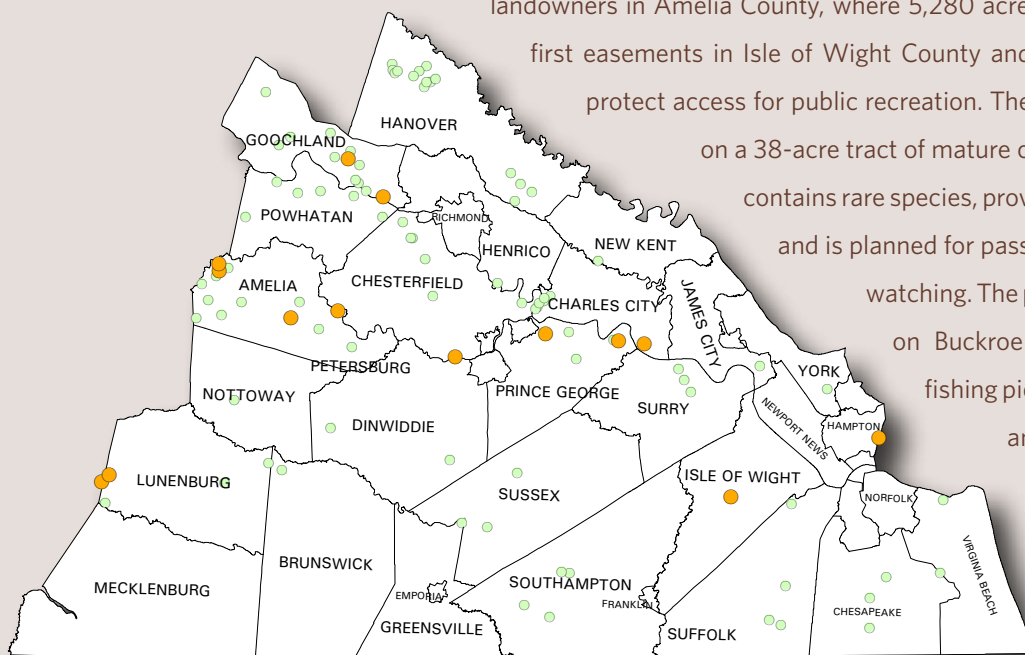 landowners in Amelia County, where 5,280 acre
first easements in Isle of Wight County and
protect access for public recreation. The
on a 38-acre tract of mature
contains rare species, prov
and is planned for pass
watching. The
on Buckroe
fishing pie
an
HANOVER
GOOCHLAND
POWHATAN
RICHMOND
HENRICO
NEW KENT
AMELIA
CHESTERFIELD
CHARLES CITY
JAMES CITY
PETERSBURG
YORK
NOTTOWAY
PRINCE GEORGE
SURRY
NEWPORT NEWS
HAMPTON
DINWIDDIE
LUNENBURG
SUSSEX
ISLE OF WIGHT
NORFOLK
VIRGINIA BEACH
BRUNSWICK
MECKLENBURG
EMPORIA
SOUTHAMPTON
FRANKLIN
CHESAPEAKE
GREENSVILLE
SUFFOLK